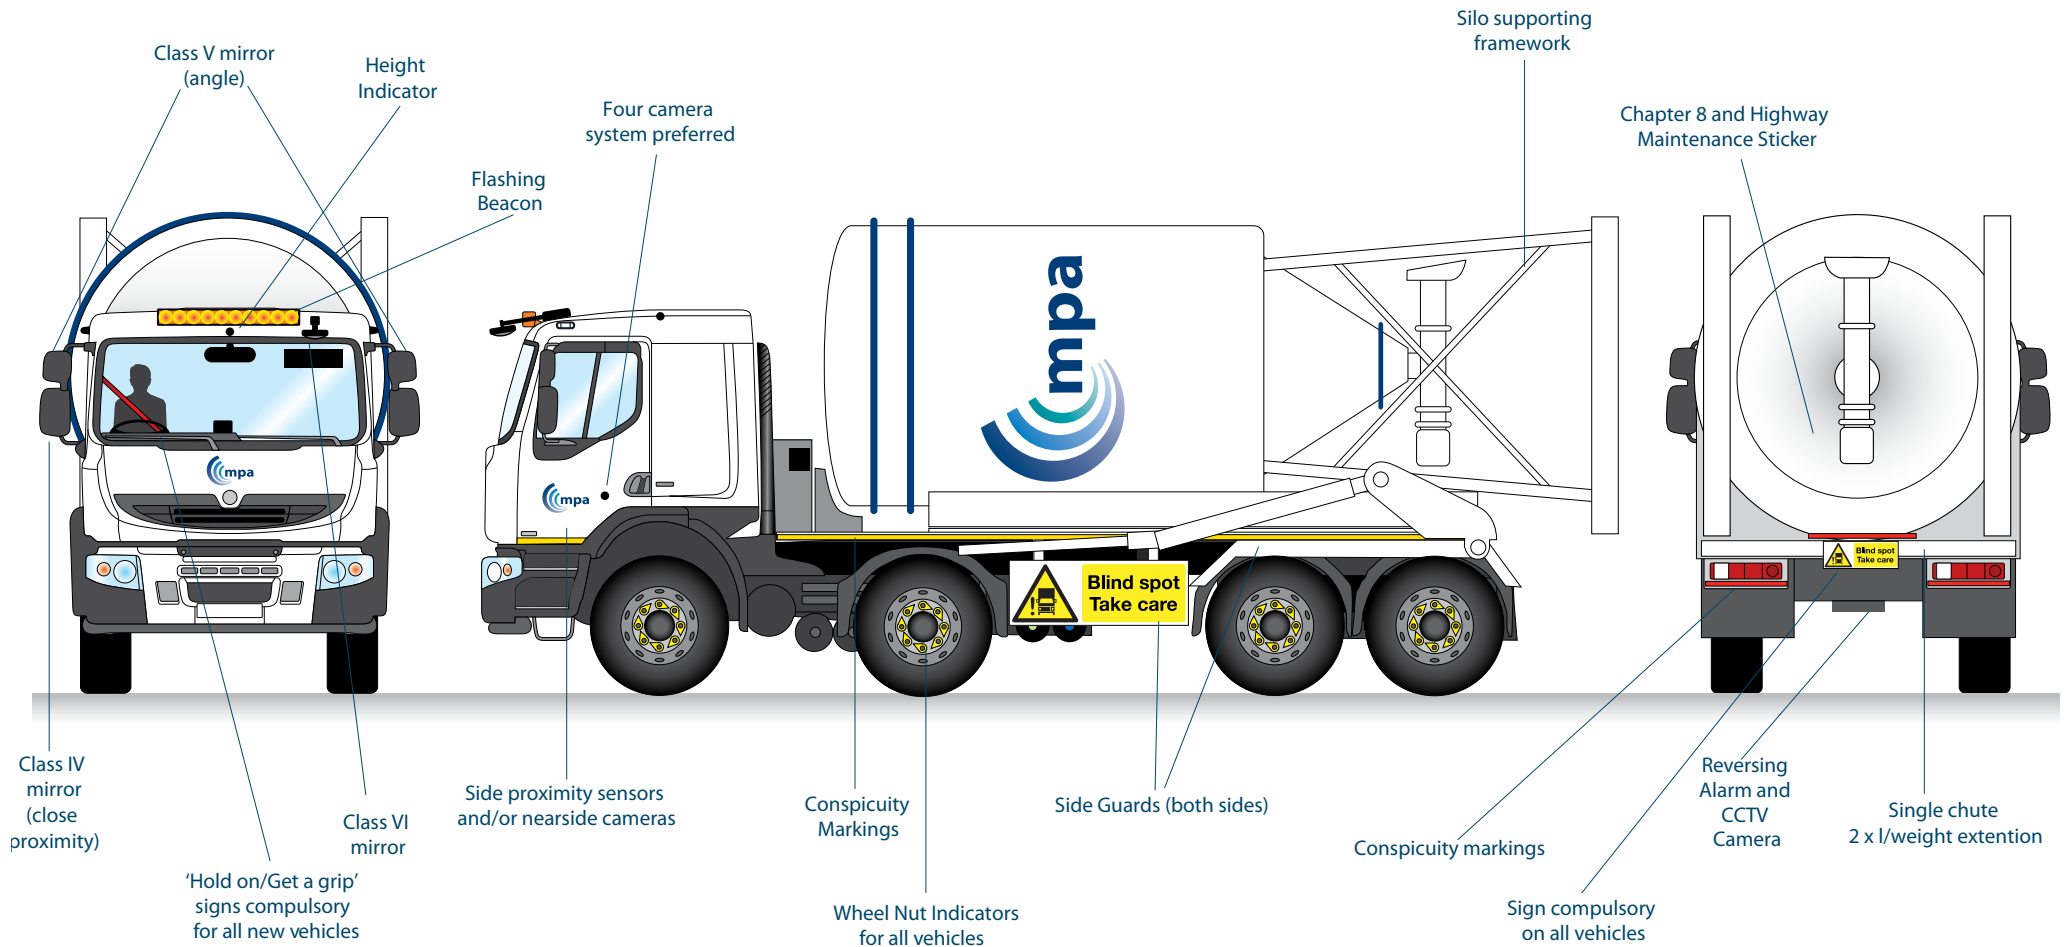 Class V mirror
(angle)
Height
Indicator
Four camera
system preferred
Flashing
Beacon
Silo supporting
framework
Chapter 8 and Highway
Maintenance Sticker
mpa
mpa
mpa
Blind spot
Take care
Blind spot
Take care
Class IV
mirror
(close
proximity)
Class VI
mirror
'Hold on/Get a grip'
signs compulsory
for all new vehicles
Side proximity sensors
and/or nearside cameras
Conspicuity
Markings
Wheel Nut Indicators
for all vehicles
Side Guards (both sides)
Conspicuity markings
Sign compulsory
on all vehicles
Reversing
Alarm and
CCTV
Camera
Single chute
2 x l/weight extention